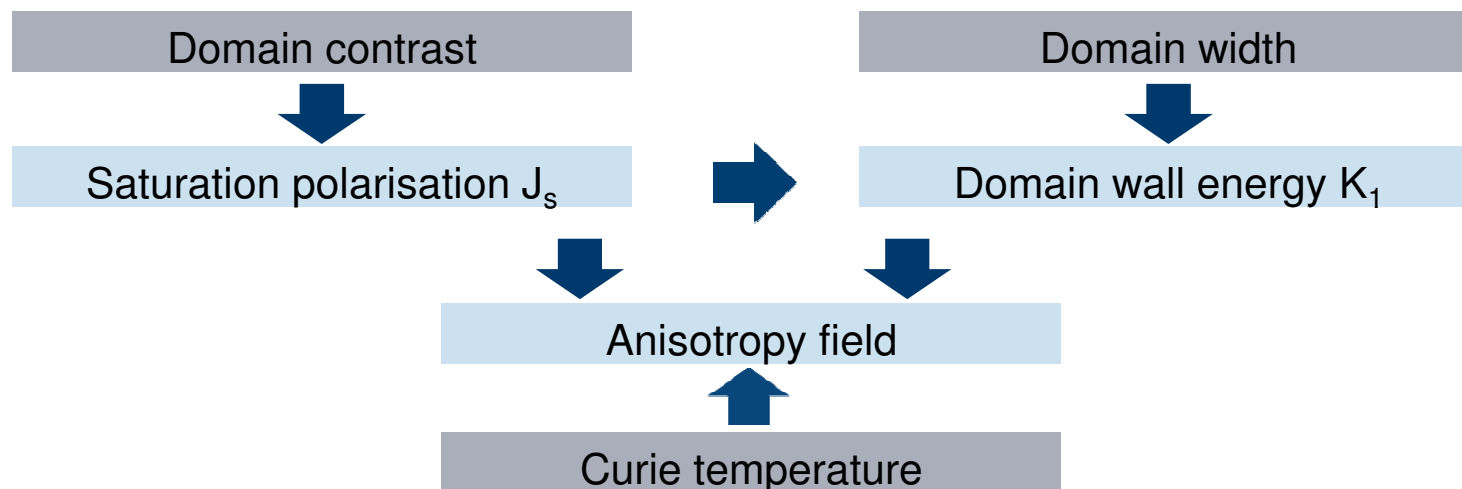 Domain contrast
Domain width
Saturation polarisation Jₛ
Domain wall energy K₁
Anisotropy field
Curie temperature